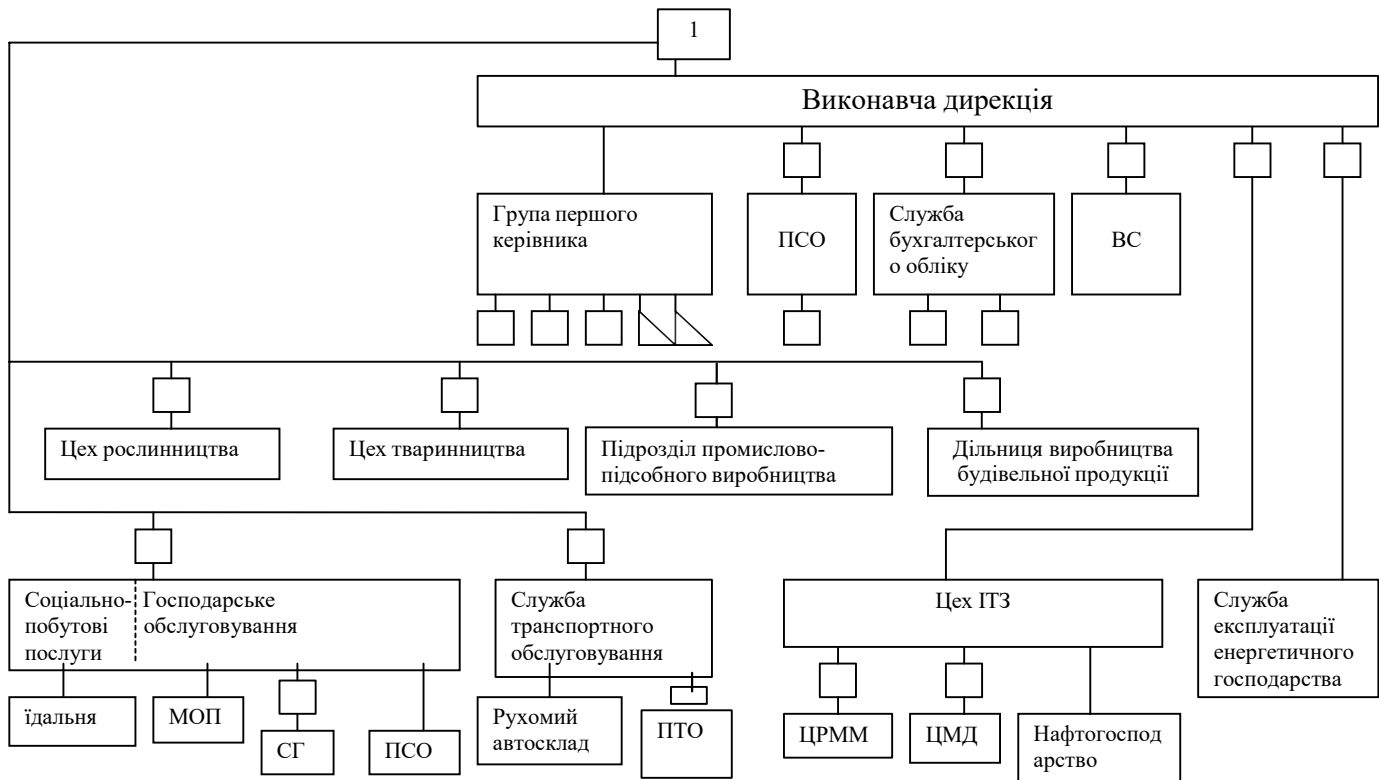 1
Виконавча дирекція
Група першого
керівника
ПСО
Служба
бухгалтерськог
о обліку
ВС
Цех рослинництва
Цех тваринництва
Підрозділ промислово-
підсобного виробництва
Дільниця виробництва
будівельної продукції
Соціально-
побутові
послуги
Господарське
обслуговування
Служба
транспортного
обслуговування
Цех ІТЗ
Служба
експлуатації
енергетичного
господарства
їдальня
МОП
СГ
ПСО
Рухомий
автосклад
ПТО
ЦРММ
ЦМД
Нафтогоспод
арство